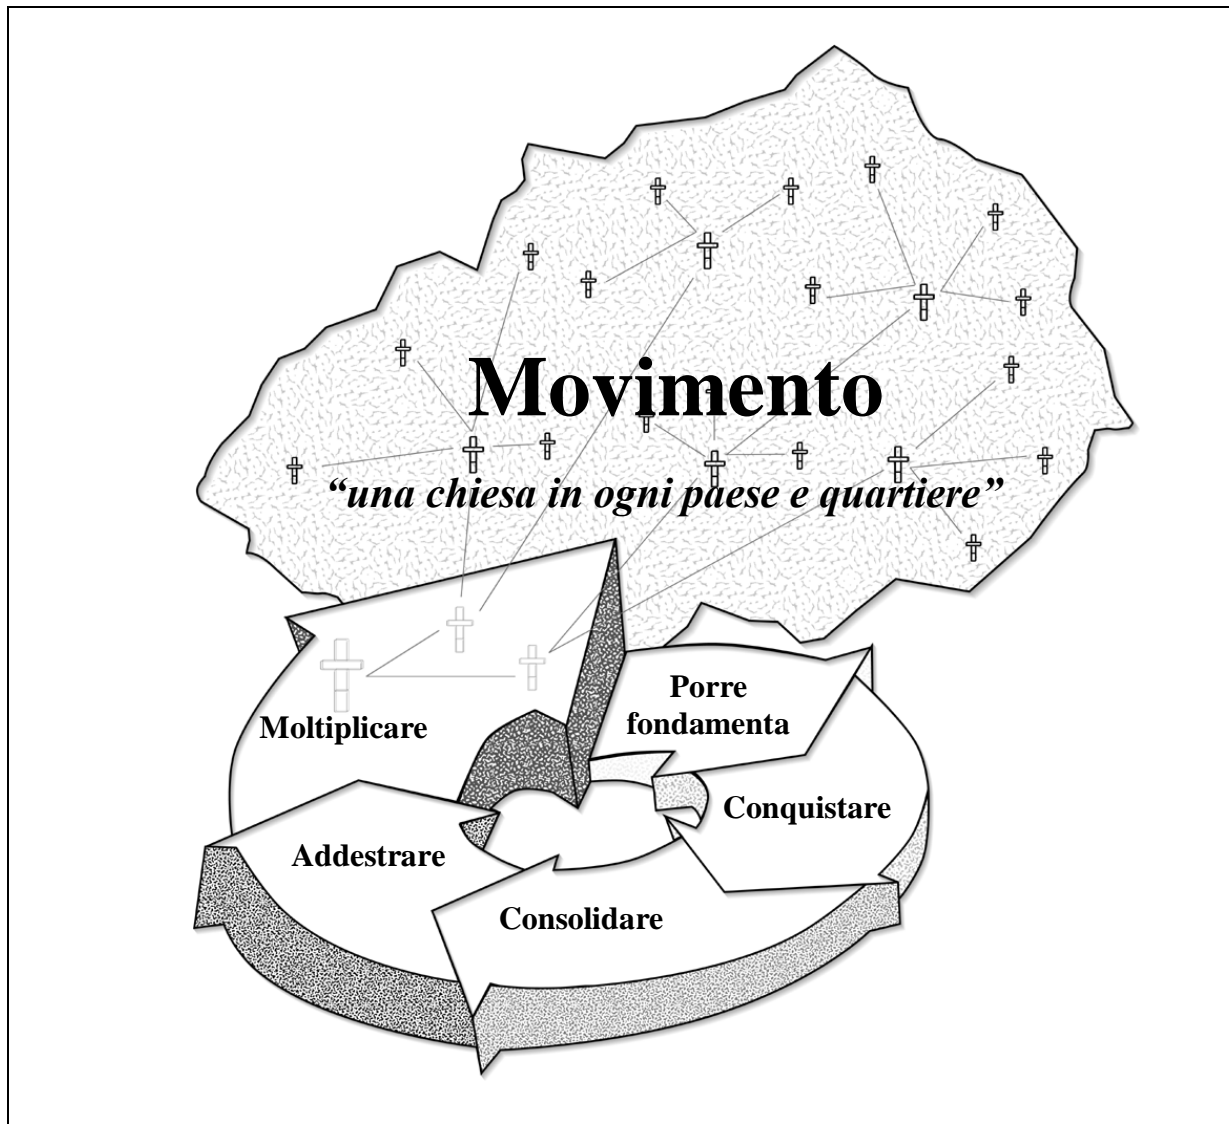 Movimento
“una chiesa in ogni paese e quartiere”
Porre
fondamenta
Moltiplicare
Conquistare
Addestrare
Consolidare